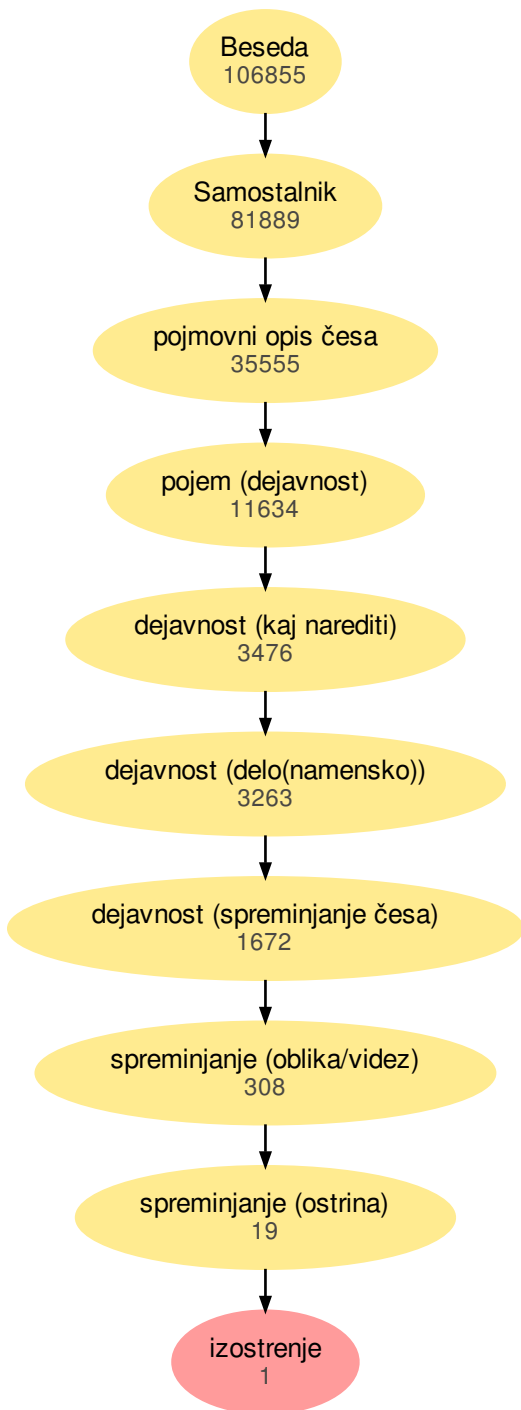 Beseda
106855
Samostalnik
81889
pojmovni opis česa
35555
pojem (dejavnost)
11634
dejavnost (kaj narediti)
3476
dejavnost (delo(namensko))
3263
dejavnost (spreminjanje česa)
1672
spreminjanje (oblika/videz)
308
spreminjanje (ostrina)
19
izostrenje
1